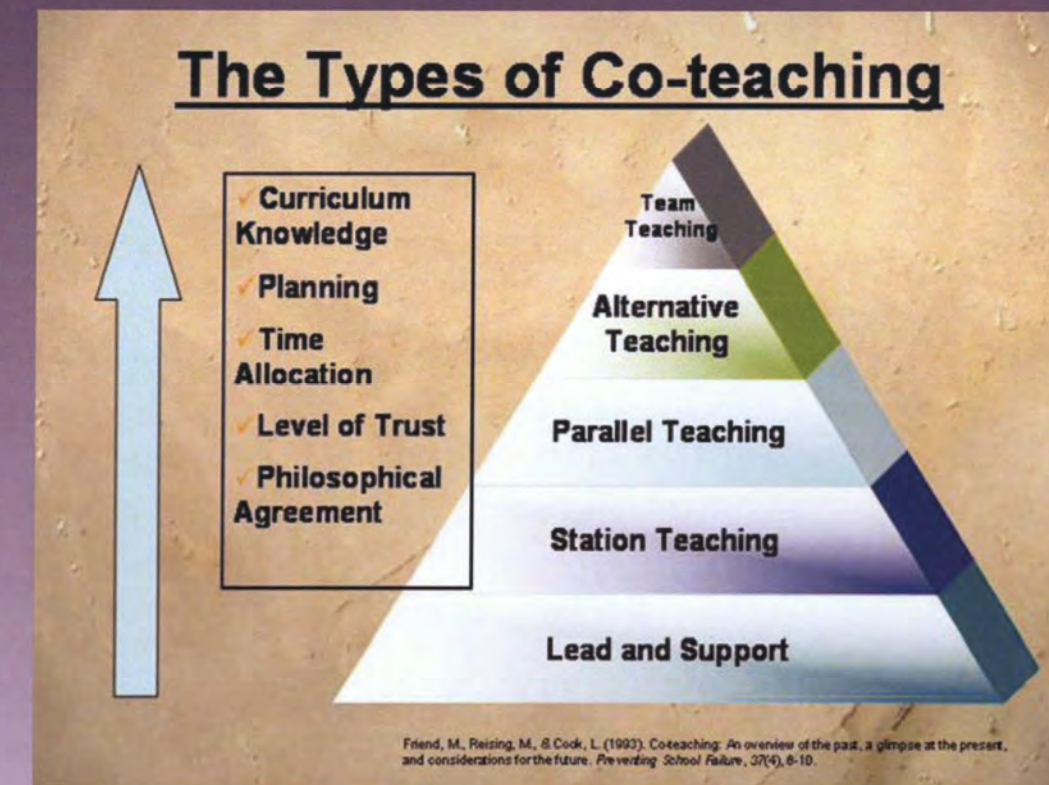 The Types of Co-teaching
✓Curriculum
Knowledge
✓Planning
✓Time
Allocation
✓Level of Trust
✓Philosophical
Agreement
Team
Teaching
Alternative
Teaching
Parallel Teaching
Station Teaching
Lead and Support
Friend, M., Reising, M., & Cook, L. (1993). Co-teaching: An overview of the past, a glimpse at the present,
and considerations for the future. Preventing School Failure, 37(4), 6-10.